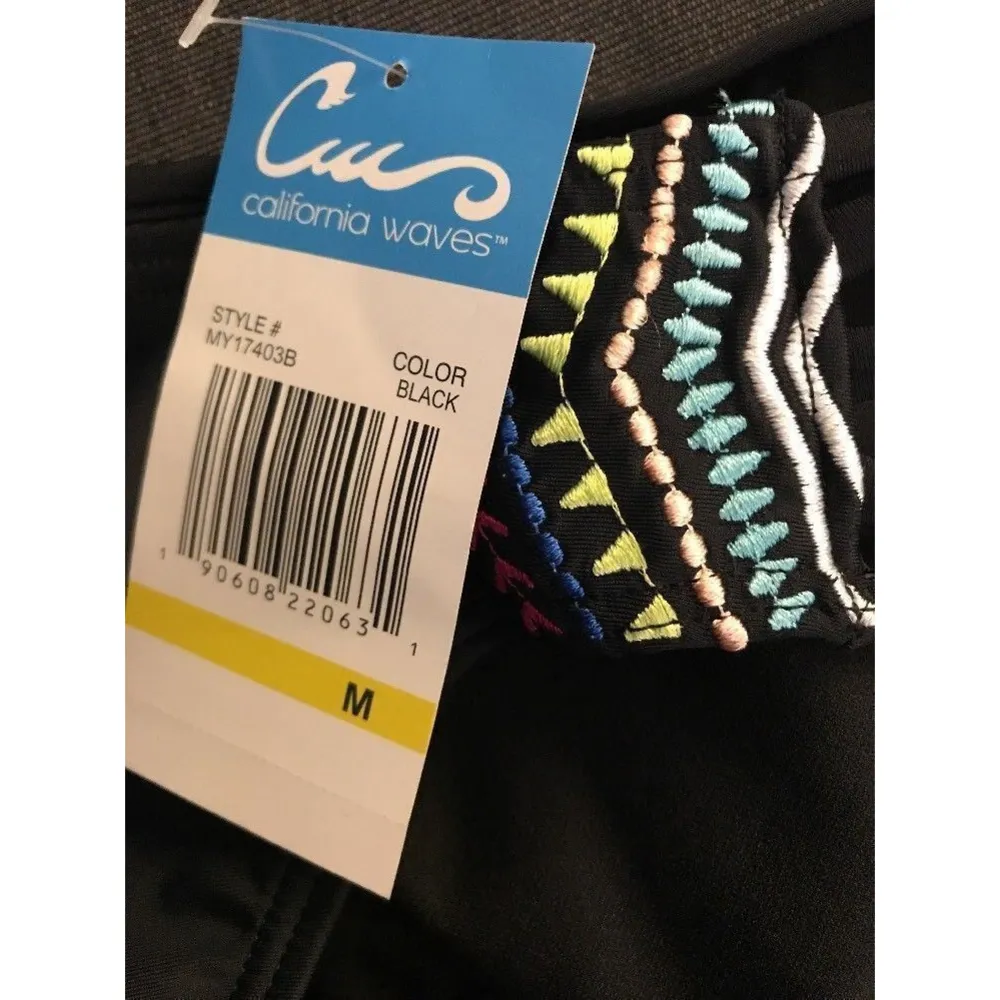 california waves™
STYLE #
MY17403B
COLOR
BLACK
1 90608 22063 1
M